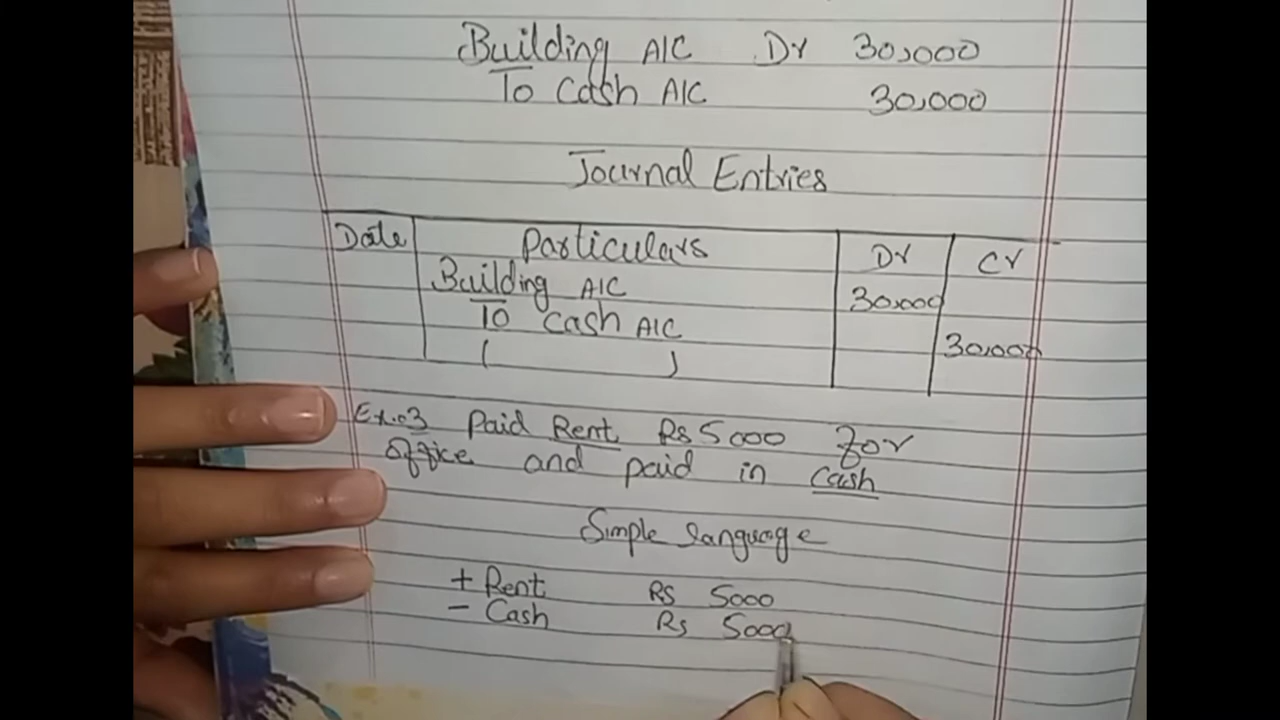 Building A/C Dr 30,000
To Cash A/C 30,000
Journal Entries
Date Particulars Dr Cr
Building A/C 30,000
To Cash A/C 30,000
( )
Ex.03 Paid Rent Rs 5000 for
office and paid in Cash
Simple language
+ Rent Rs 5000
- Cash Rs 5000